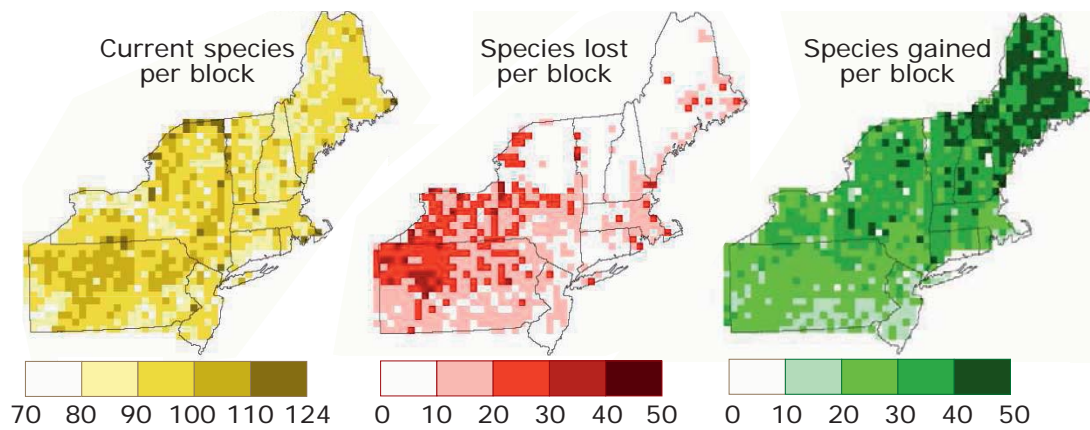 Current species
per block
Species lost
per block
Species gained
per block
70 80 90 100 110 124
0 10 20 30 40 50
0 10 20 30 40 50